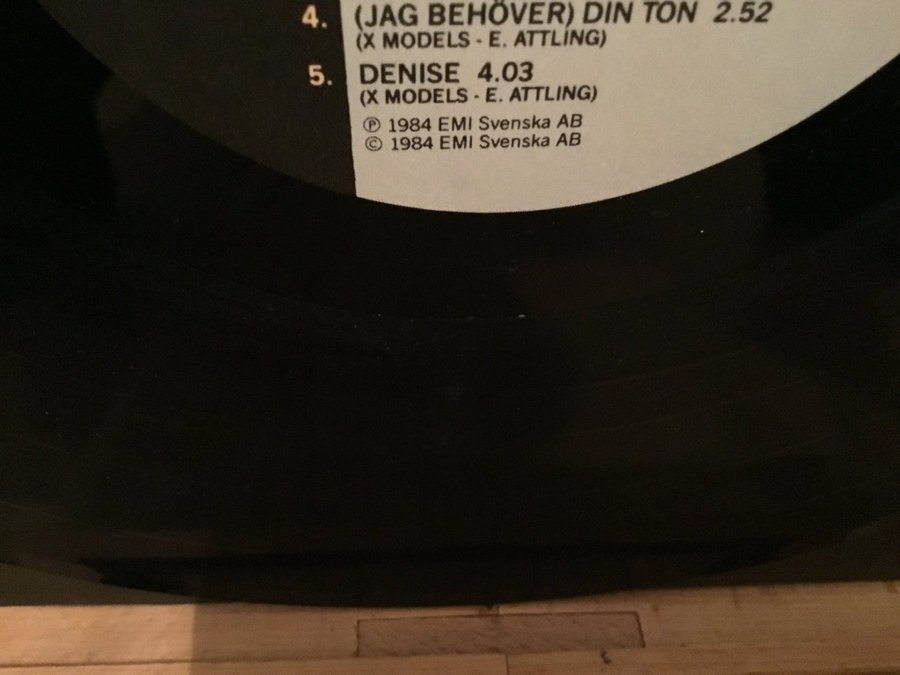 4. (JAG BEHÖVER) DIN TON 2.52
(X MODELS - E. ATTLING)
5. DENISE 4.03
(X MODELS - E. ATTLING)
℗ 1984 EMI Svenska AB
© 1984 EMI Svenska AB